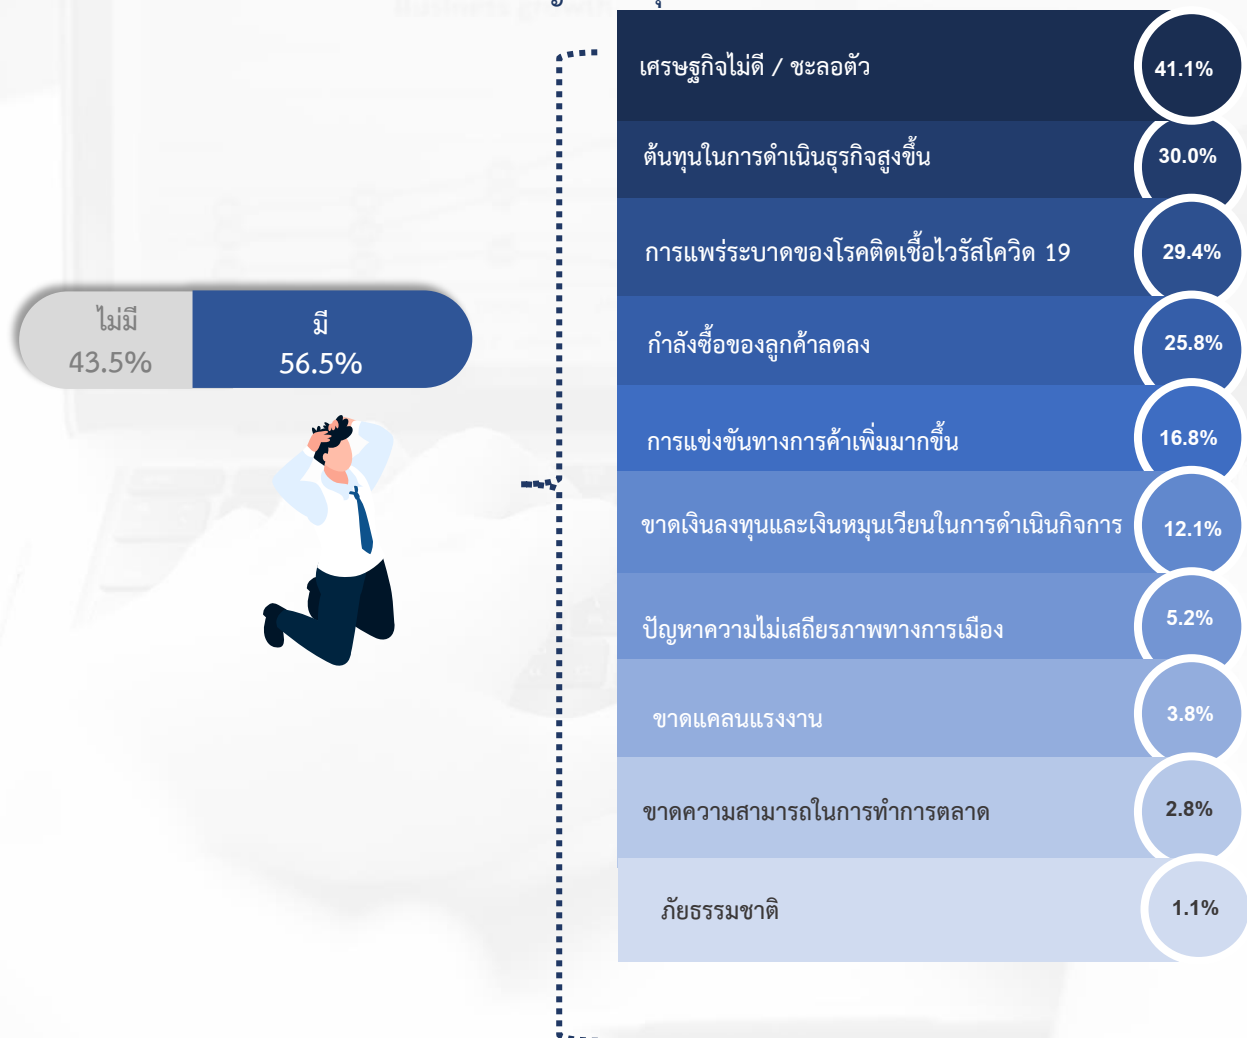 Business growth
ไม่มี
43.5%
มี
56.5%
เศรษฐกิจไม่ดี / ชะลอตัว
41.1%
ต้นทุนในการดำเนินธุรกิจสูงขึ้น
30.0%
การแพร่ระบาดของโรคติดเชื้อไวรัสโควิด 19
29.4%
กำลังซื้อของลูกค้าลดลง
25.8%
การแข่งขันทางการค้าเพิ่มมากขึ้น
16.8%
ขาดเงินลงทุนและเงินหมุนเวียนในการดำเนินกิจการ
12.1%
ปัญหาความไม่เสถียรภาพทางการเมือง
5.2%
ขาดแคลนแรงงาน
3.8%
ขาดความสามารถในการทำการตลาด
2.8%
ภัยธรรมชาติ
1.1%